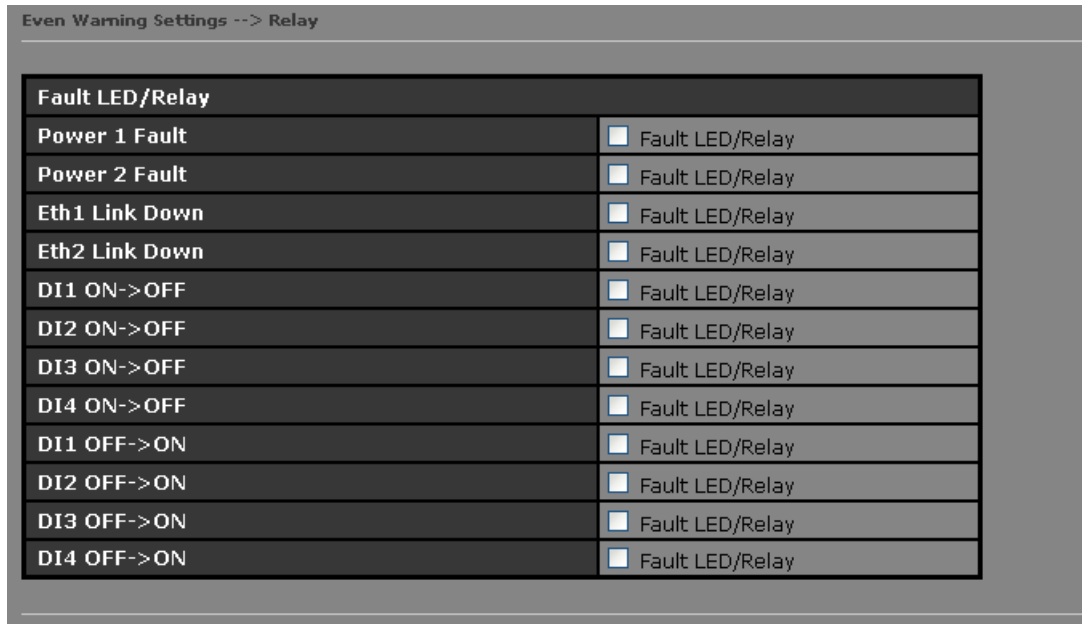 Even Warning Settings --> Relay
Fault LED/Relay
Power 1 Fault Fault LED/Relay
Power 2 Fault Fault LED/Relay
Eth1 Link Down Fault LED/Relay
Eth2 Link Down Fault LED/Relay
DI1 ON->OFF Fault LED/Relay
DI2 ON->OFF Fault LED/Relay
DI3 ON->OFF Fault LED/Relay
DI4 ON->OFF Fault LED/Relay
DI1 OFF->ON Fault LED/Relay
DI2 OFF->ON Fault LED/Relay
DI3 OFF->ON Fault LED/Relay
DI4 OFF->ON Fault LED/Relay